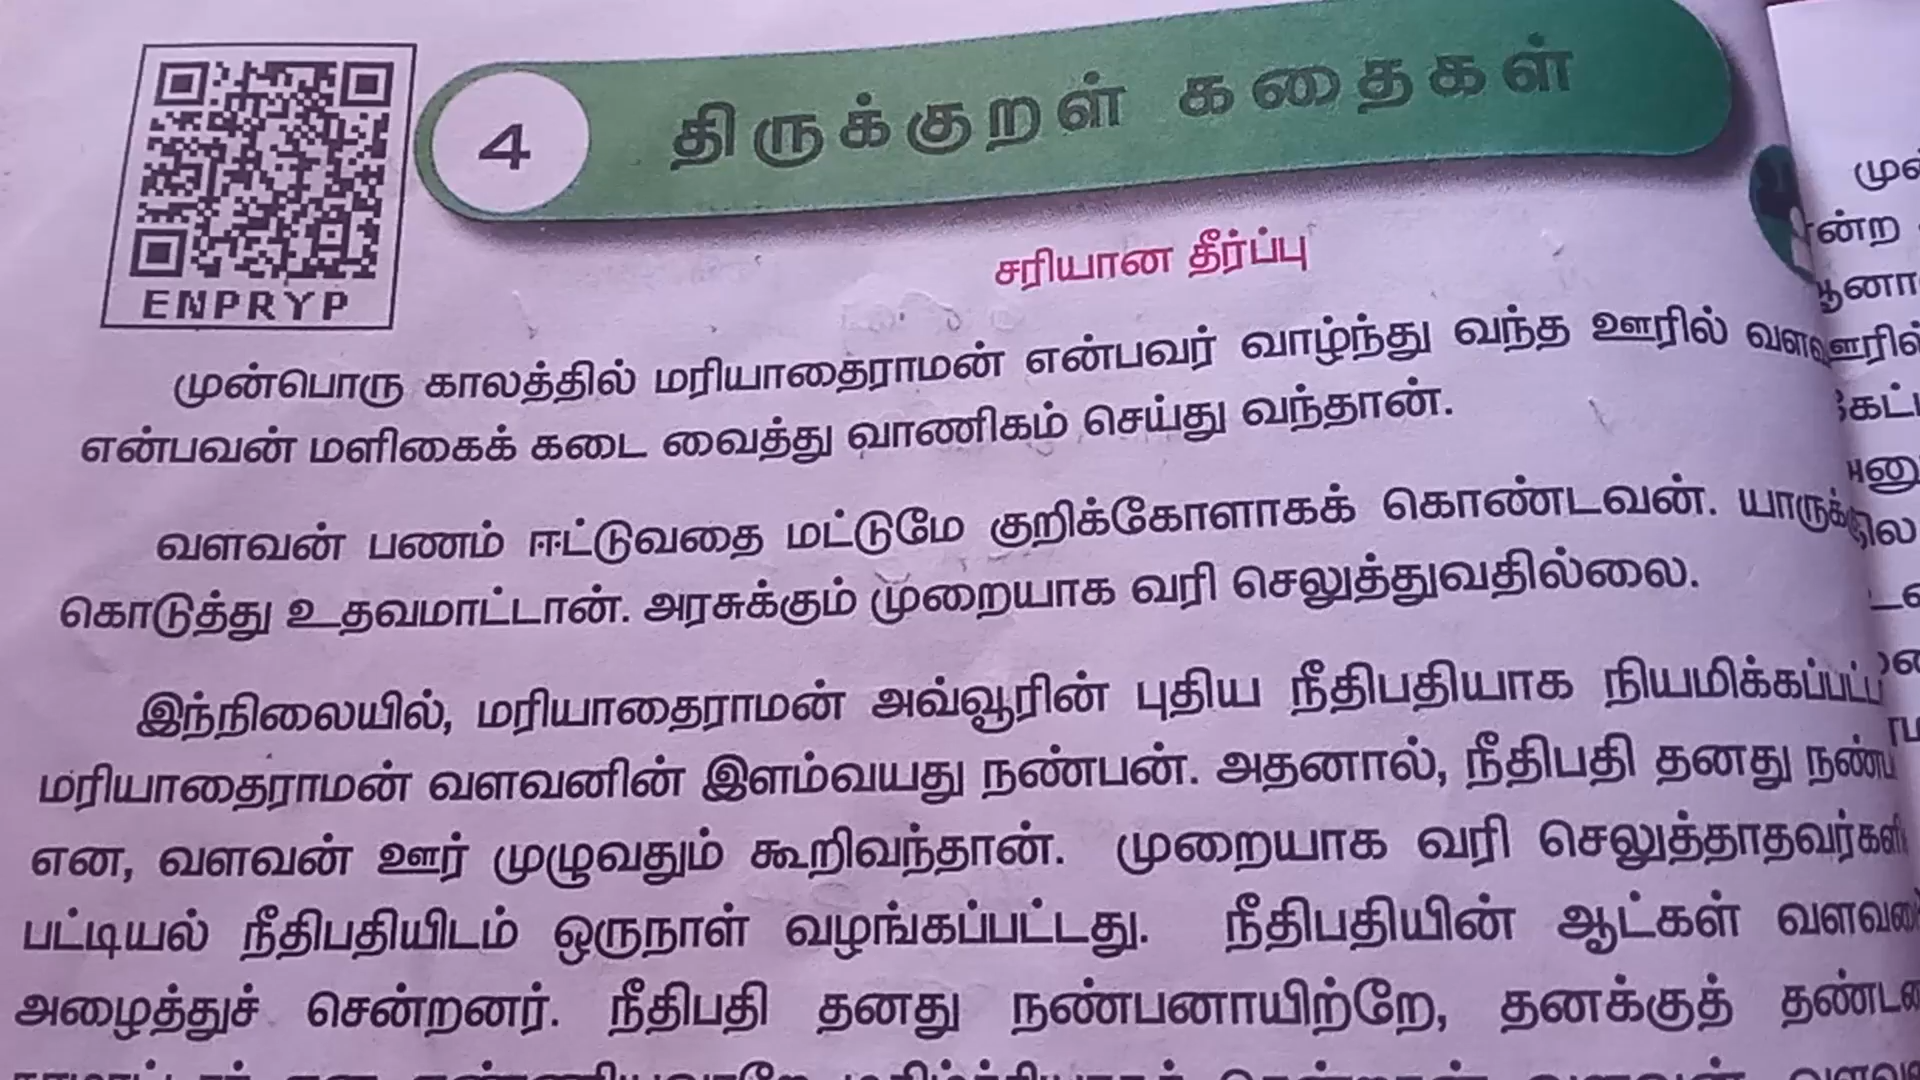 4
திருக்குறள் கதைகள்
ENPRYP
சரியான தீர்ப்பு
முன்பொரு காலத்தில் மரியாதைராமன் என்பவர் வாழ்ந்து வந்த ஊரில்
என்பவன் மளிகைக் கடை வைத்து வாணிகம் செய்து வந்தான்.
வளவன் பணம் ஈட்டுவதை மட்டுமே குறிக்கோளாகக் கொண்டவன்.
கொடுத்து உதவமாட்டான். அரசுக்கும் முறையாக வரி செலுத்துவதில்லை.
இந்நிலையில், மரியாதைராமன் அவ்வூரின் புதிய நீதிபதியாக
மரியாதைராமன் வளவனின் இளம்வயது நண்பன். அதனால், நீதிபதி தனது
என, வளவன் ஊர் முழுவதும் கூறிவந்தான். முறையாக வரி
பட்டியல் நீதிபதியிடம் ஒருநாள் வழங்கப்பட்டது. நீதிபதியின் ஆட்கள்
அழைத்துச் சென்றனர். நீதிபதி தனது நண்பனாயிற்றே, தனக்குத்